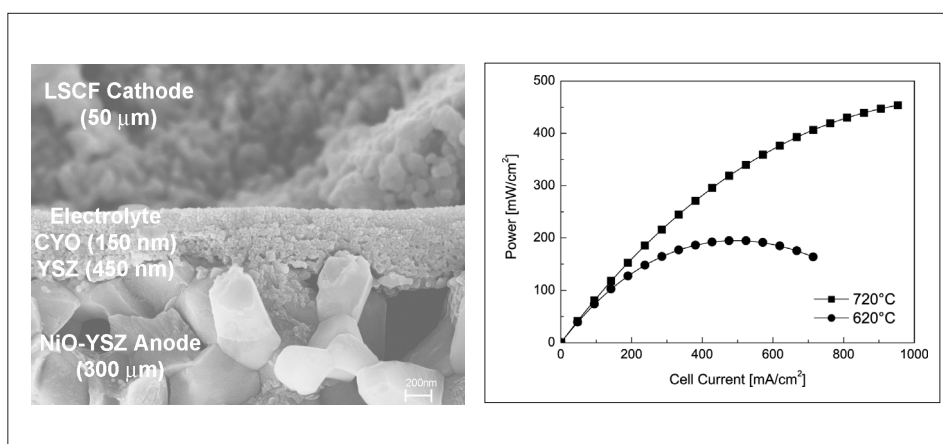 LSCF Cathode
(50 μm)
Electrolyte
CYO (150 nm)
YSZ (450 nm)
NiO-YSZ Anode
(300 μm)
200nm
500
400
300
200
100
0
Power [mW/cm²]
720°C
620°C
0 200 400 600 800 1000
Cell Current [mA/cm²]